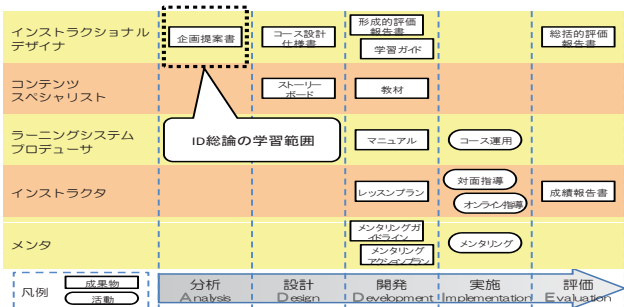 インストラクショナル
デザイナ
企画提案書
コース設計
仕様書
形成的評価
報告書
学習ガイド
総括的評価
報告書
コンテンツ
スペシャリスト
ストーリー
ボード
教材
ID総論の学習範囲
ラーニングシステム
プロデューサ
マニュアル
コース運用
インストラクタ
レッスンプラン
対面指導
オンライン指導
成績報告書
メンタ
メンタリングガ
イドライン
メンタリング
アクションプラン
メンタリング
凡例
成果物
活動
分析
Analysis
設計
Design
開発
Development
実施
Implementation
評価
Evaluation